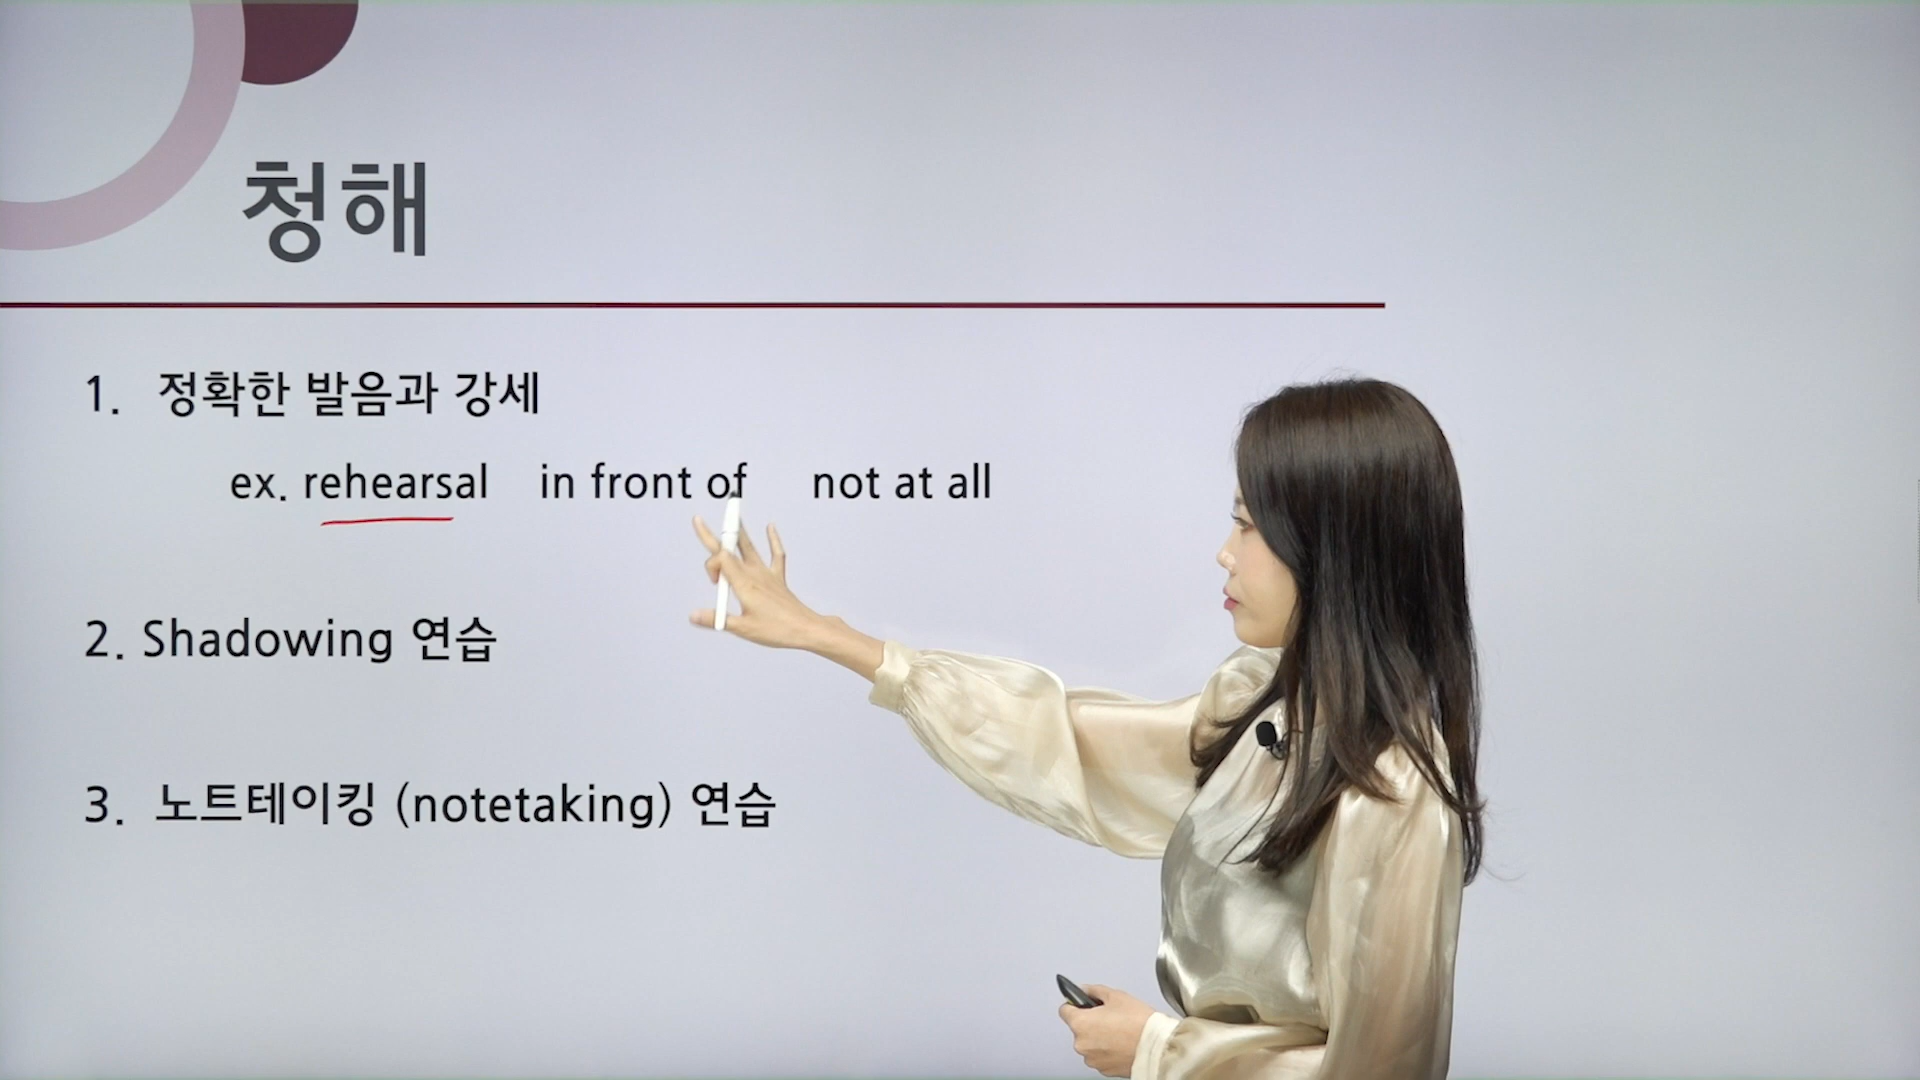 청해
1. 정확한 발음과 강세
ex. rehearsal in front of not at all
2. Shadowing 연습
3. 노트테이킹 (notetaking) 연습